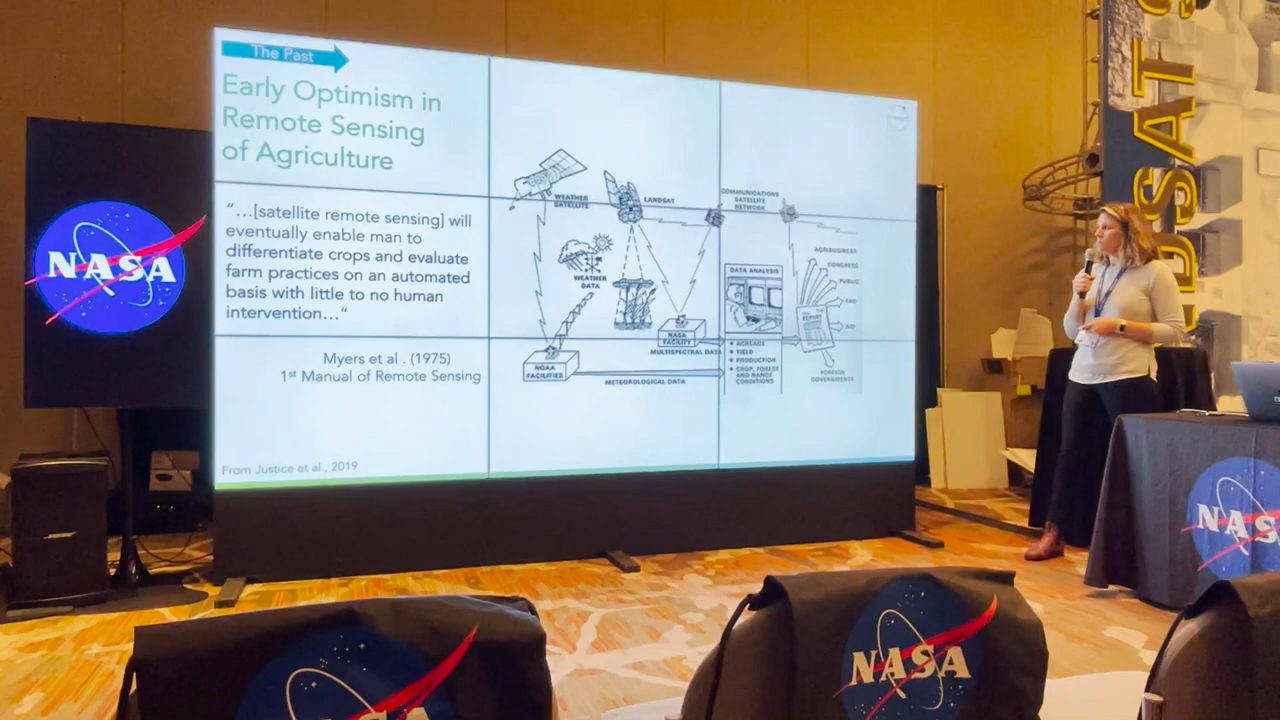 The Past
Early Optimism in
Remote Sensing
of Agriculture
“…[satellite remote sensing] will
eventually enable man to
differentiate crops and evaluate
farm practices on an automated
basis with little to no human
intervention…”
Myers et al . (1975)
1st Manual of Remote Sensing
From Justice et al., 2019
WEATHER
SATELLITE
LANDSAT
COMMUNICATIONS
SATELLITE
NETWORK
WEATHER
DATA
NOAA
FACILITIES
NASA
FACILITY
MULTISPECTRAL DATA
METEOROLOGICAL DATA
DATA ANALYSIS
• ACREAGE
• YIELD
• PRODUCTION
• CROP, FOREST
AND RANGE
CONDITIONS
REPORT
AGRIBUSINESS
CONGRESS
PUBLIC
FAO
AID
FOREIGN
GOVERNMENTS
NASA
NDSATS
NAS
NASA
BOSE